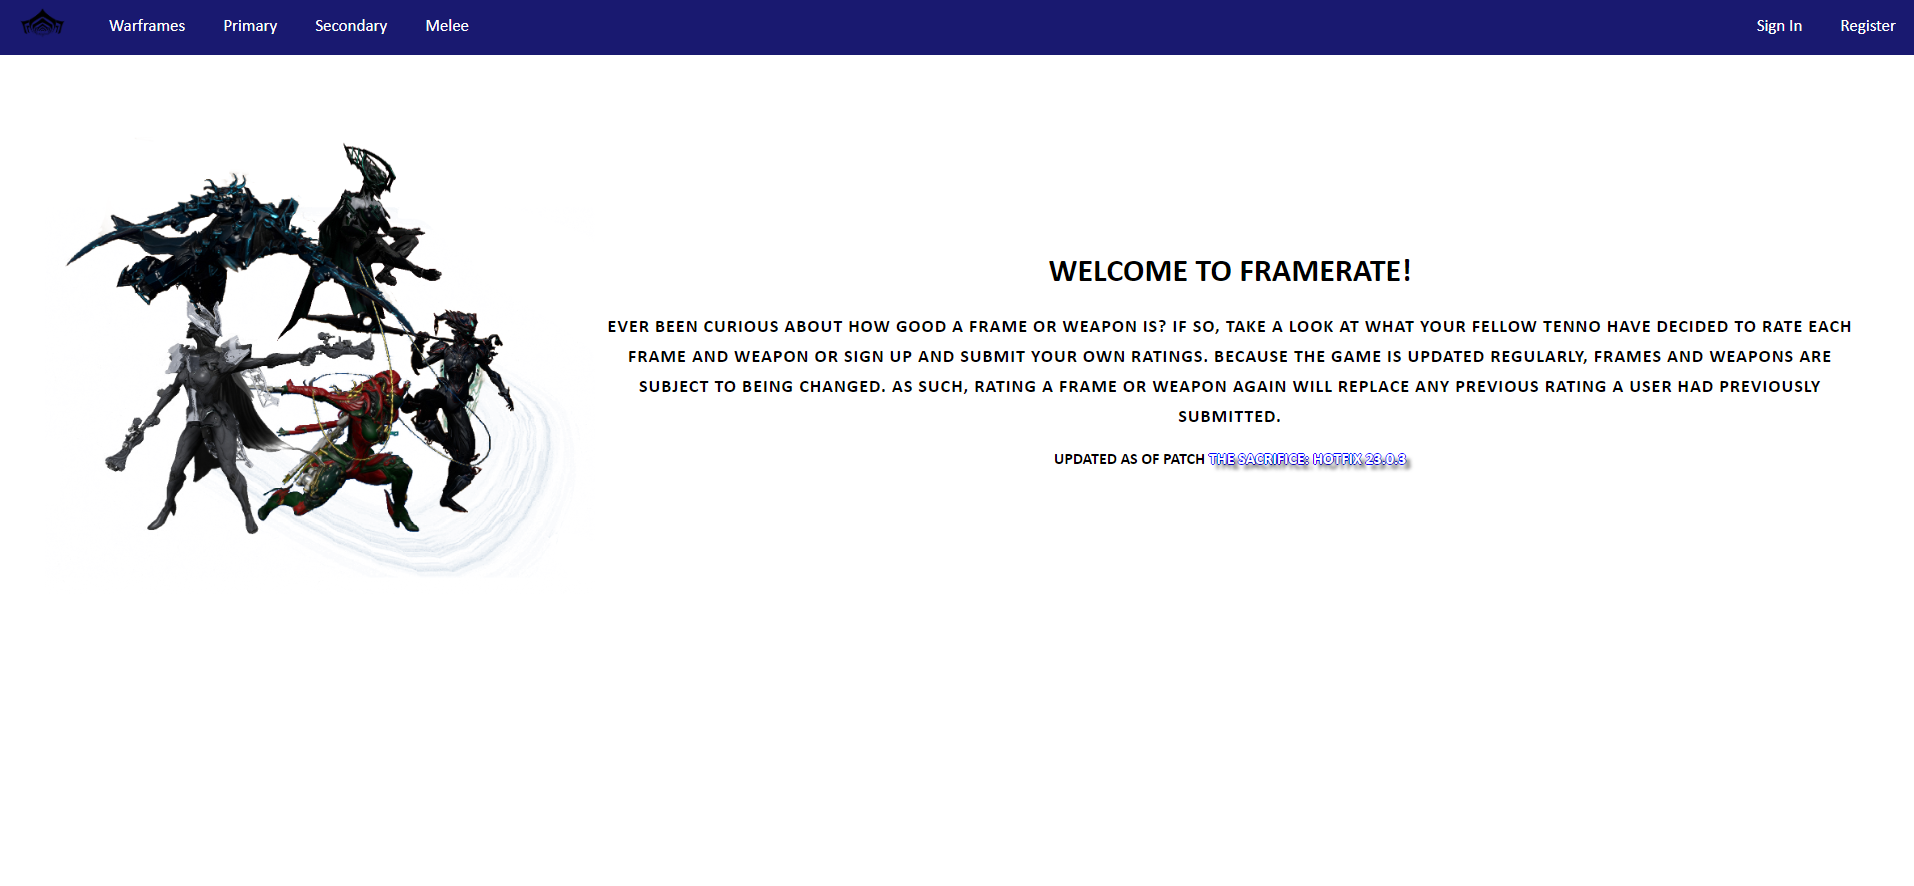 Warframes Primary Secondary Melee Sign In Register
WELCOME TO FRAMERATE!
EVER BEEN CURIOUS ABOUT HOW GOOD A FRAME OR WEAPON IS? IF SO, TAKE A LOOK AT WHAT YOUR FELLOW TENNO HAVE DECIDED TO RATE EACH
FRAME AND WEAPON OR SIGN UP AND SUBMIT YOUR OWN RATINGS. BECAUSE THE GAME IS UPDATED REGULARLY, FRAMES AND WEAPONS ARE
SUBJECT TO BEING CHANGED. AS SUCH, RATING A FRAME OR WEAPON AGAIN WILL REPLACE ANY PREVIOUS RATING A USER HAD PREVIOUSLY
SUBMITTED.
UPDATED AS OF PATCH THE SACRIFICE: HOTFIX 23.0.3